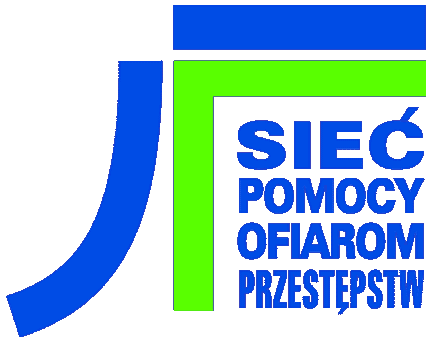 SIEĆ
POMOCY
OFIAROM
PRZESTĘPSTW